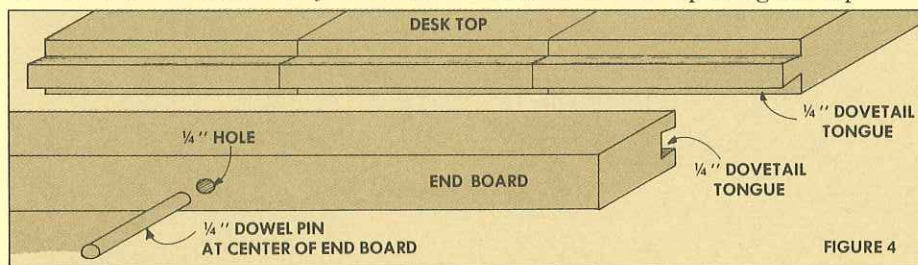 DESK TOP
¼" DOVETAIL
TONGUE
¼" HOLE
END BOARD
¼" DOVETAIL
TONGUE
¼" DOWEL PIN
AT CENTER OF END BOARD
FIGURE 4